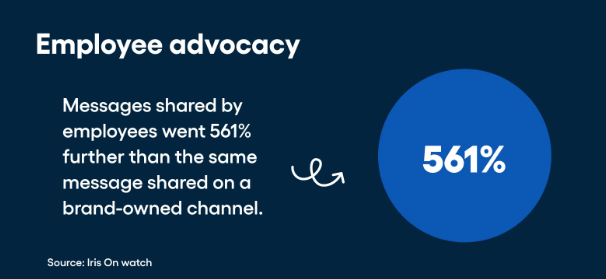 Employee advocacy
Messages shared by
employees went 561%
further than the same
message shared on a
brand-owned channel.
561%
Source: Iris On watch